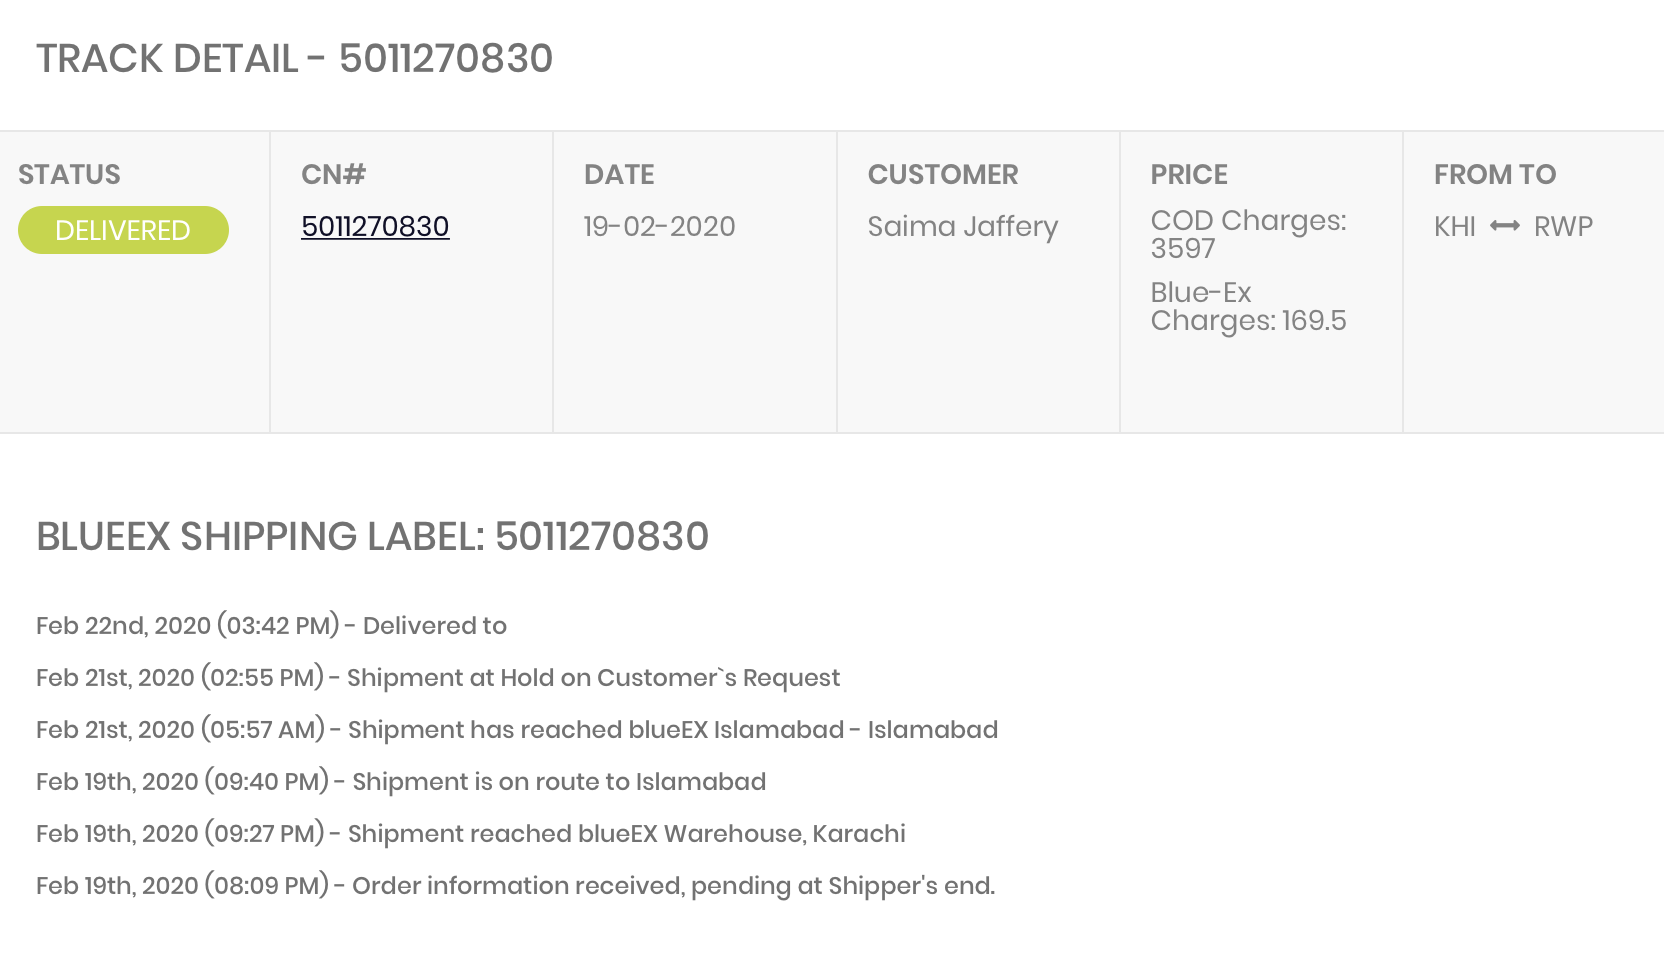 TRACK DETAIL - 5011270830
STATUS
DELIVERED
CN#
5011270830
DATE
19-02-2020
CUSTOMER
Saima Jaffery
PRICE
COD Charges:
3597
Blue-Ex
Charges: 169.5
FROM TO
KHI ↔ RWP
BLUEEX SHIPPING LABEL: 5011270830
Feb 22nd, 2020 (03:42 PM) - Delivered to
Feb 21st, 2020 (02:55 PM) - Shipment at Hold on Customer`s Request
Feb 21st, 2020 (05:57 AM) - Shipment has reached blueEX Islamabad - Islamabad
Feb 19th, 2020 (09:40 PM) - Shipment is on route to Islamabad
Feb 19th, 2020 (09:27 PM) - Shipment reached blueEX Warehouse, Karachi
Feb 19th, 2020 (08:09 PM) - Order information received, pending at Shipper's end.